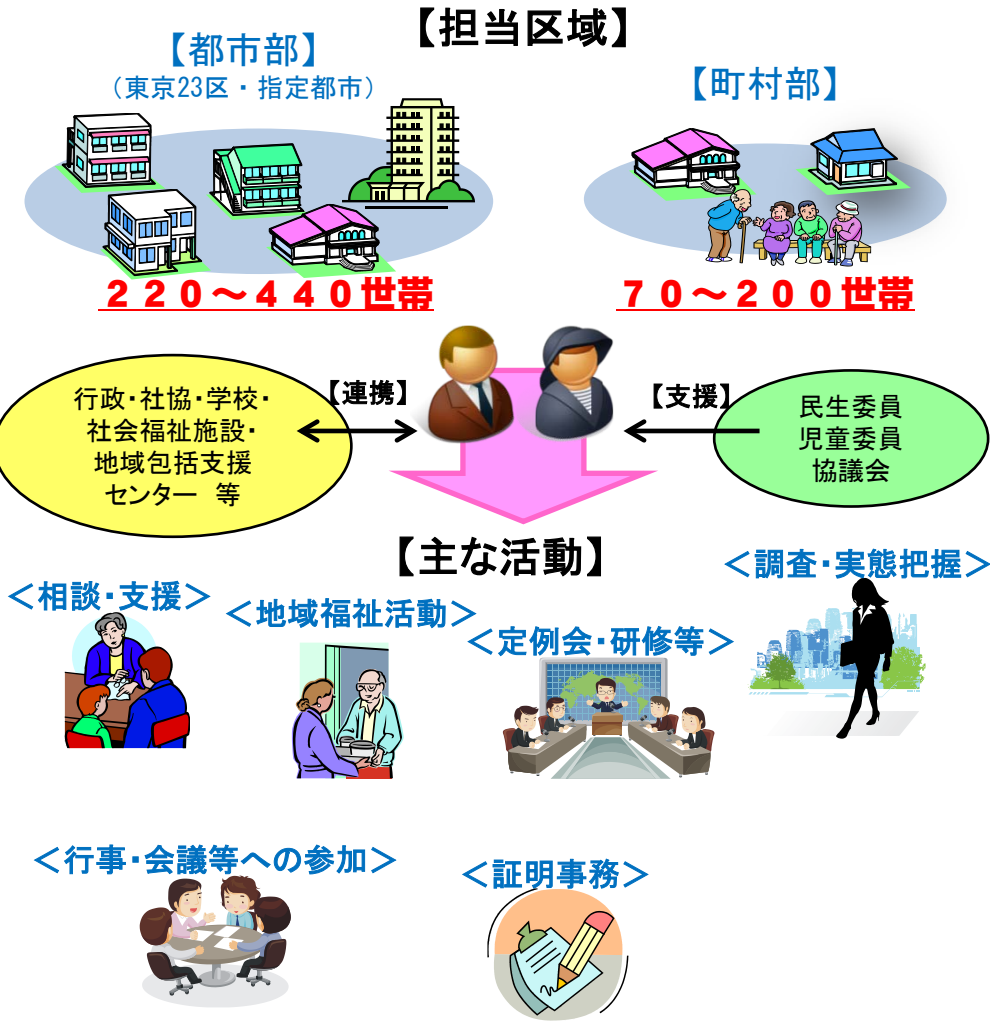 【担当区域】
【都市部】
（東京23区・指定都市）
【町村部】
２２０～４４０世帯
７０～２００世帯
行政・社協・学校・
社会福祉施設・
地域包括支援
センター　等
【連携】
【支援】
民生委員
児童委員
協議会
【主な活動】
＜相談・支援＞
＜地域福祉活動＞
＜定例会・研修等＞
＜調査・実態把握＞
＜行事・会議等への参加＞
＜証明事務＞